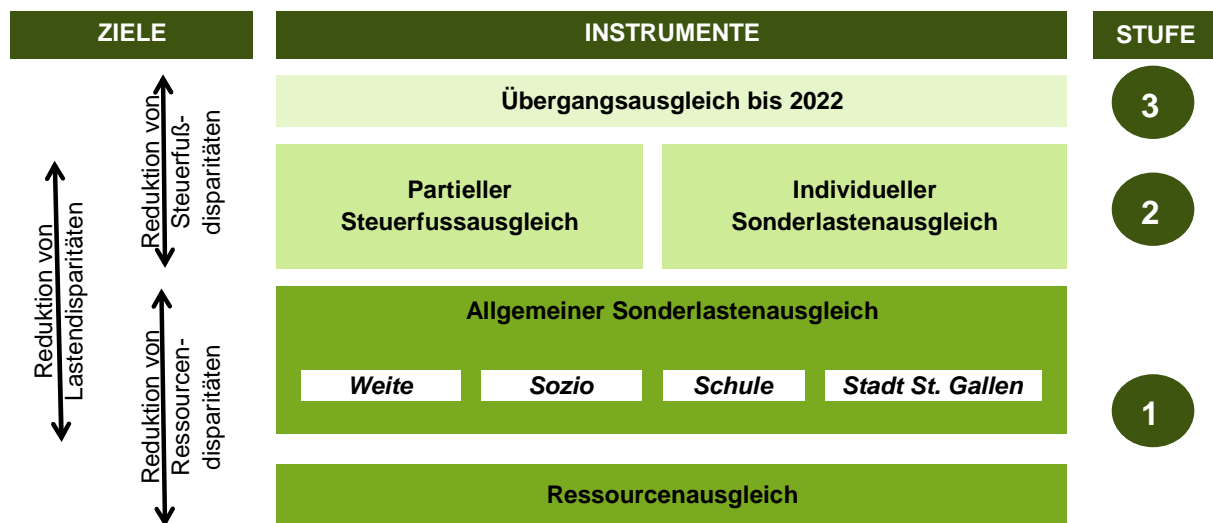 ZIELE
INSTRUMENTE
STUFE
Reduktion von
Lastendisparitäten
Reduktion von
Steuerfuß-
disparitäten
Reduktion von
Ressourcen-
disparitäten
Übergangsausgleich bis 2022
3
Partieller
Steuerfussausgleich
Individueller
Sonderlastenausgleich
2
Allgemeiner Sonderlastenausgleich
Weite
Sozio
Schule
Stadt St. Gallen
1
Ressourcenausgleich